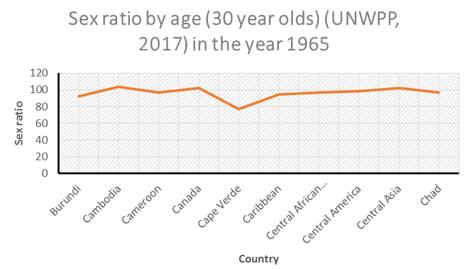 Sex ratio by age (30 year olds) (UNWPP,
2017) in the year 1965
120
100
80
60
40
20
0
Sex ratio
Burundi
Cambodia
Cameroon
Canada
Cape Verde
Caribbean
Central African...
Central America
Central Asia
Chad
Country